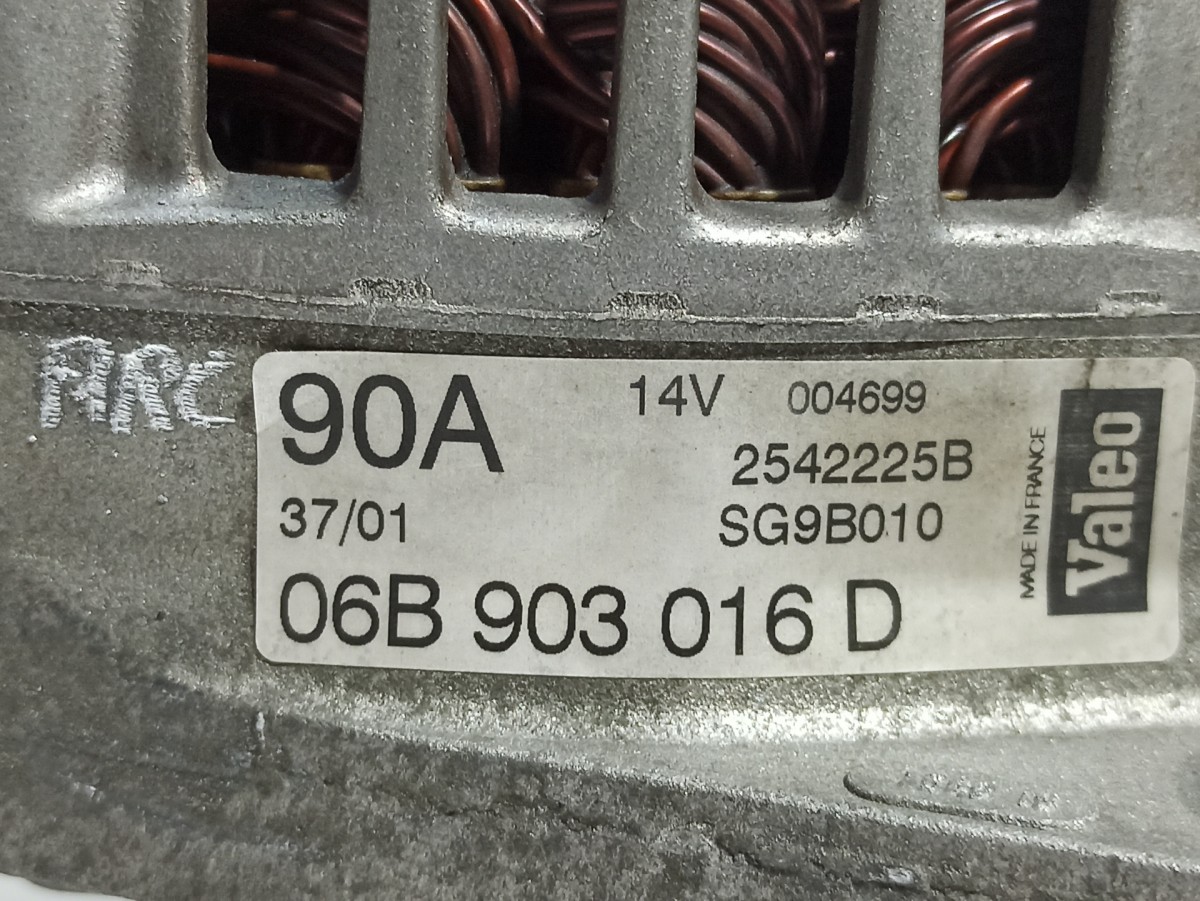 ARC
90A 14V 004699
2542225B
37/01 SG9B010
06B 903 016 D
MADE IN FRANCE
Valeo